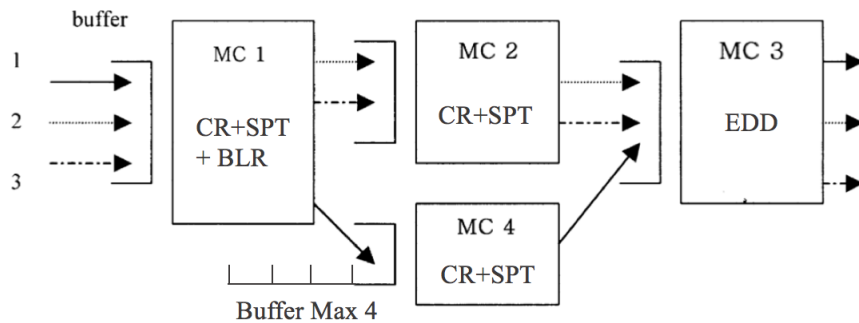 buffer
1
2
3
MC 1
CR+SPT
+ BLR
MC 2
CR+SPT
MC 3
EDD
MC 4
CR+SPT
Buffer Max 4